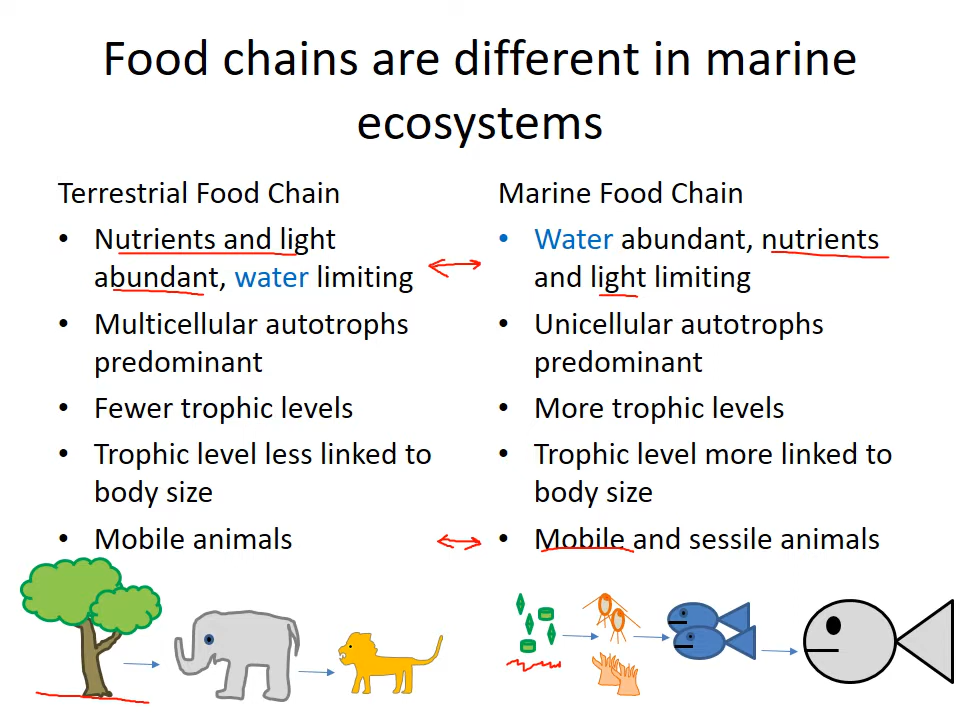 Food chains are different in marine
ecosystems
Terrestrial Food Chain
• Nutrients and light
abundant, water limiting
• Multicellular autotrophs
predominant
• Fewer trophic levels
• Trophic level less linked to
body size
• Mobile animals
Marine Food Chain
• Water abundant, nutrients
and light limiting
• Unicellular autotrophs
predominant
• More trophic levels
• Trophic level more linked to
body size
• Mobile and sessile animals